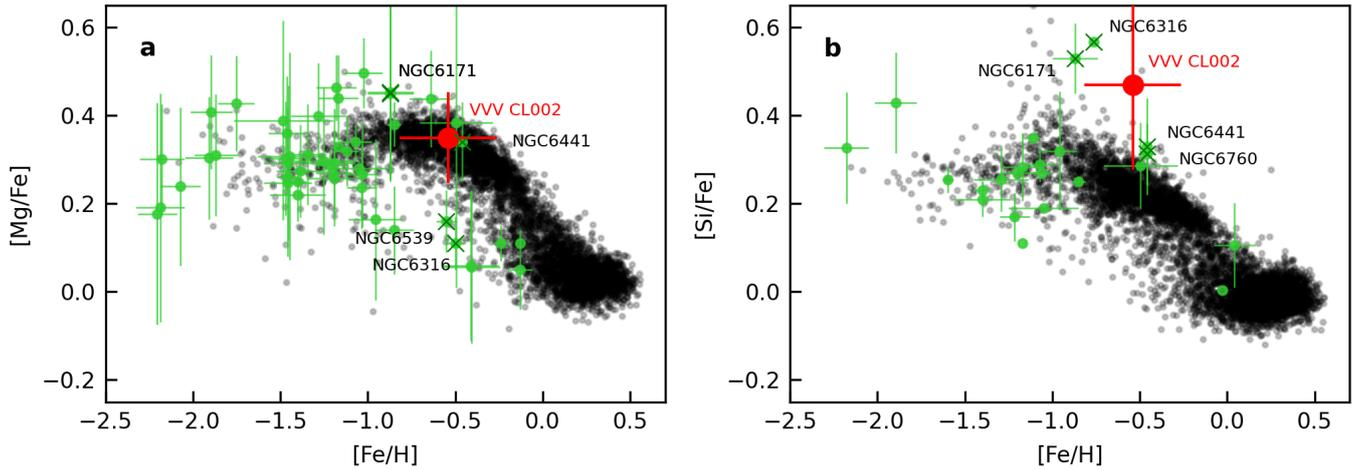 a
0.6
0.4
0.2
0.0
−0.2
[Mg/Fe]
NGC6171
VVV CL002
NGC6441
NGC6539
NGC6316
−2.5 −2.0 −1.5 −1.0 −0.5 0.0 0.5
[Fe/H]
b
0.6
0.4
0.2
0.0
−0.2
[Si/Fe]
NGC6316
VVV CL002
NGC6171
NGC6441
NGC6760
−2.5 −2.0 −1.5 −1.0 −0.5 0.0 0.5
[Fe/H]